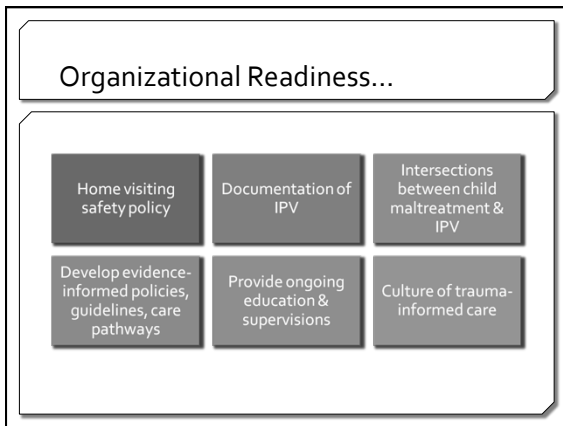 Organizational Readiness...
Home visiting
safety policy
Documentation of
IPV
Intersections
between child
maltreatment &
IPV
Develop evidence-
informed policies,
guidelines, care
pathways
Provide ongoing
education &
supervisions
Culture of trauma-
informed care